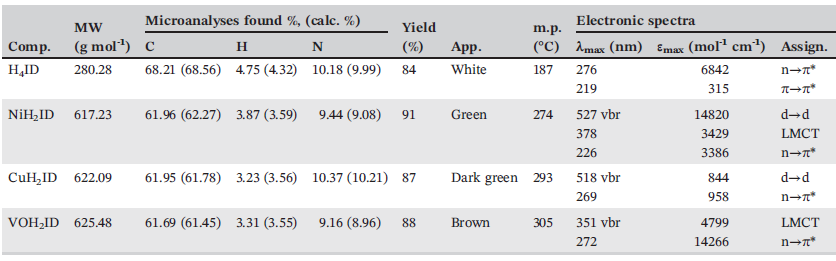 Comp. MW (g mol⁻¹) Microanalyses found %, (calc. %) Yield (%) App. m.p. (°C) Electronic spectra
C H N λmax (nm) εmax (mol⁻¹ cm⁻¹) Assign.
H₄ID 280.28 68.21 (68.56) 4.75 (4.32) 10.18 (9.99) 84 White 187 276 6842 n→π*
219 315 π→π*
NiH₂ID 617.23 61.96 (62.27) 3.87 (3.59) 9.44 (9.08) 91 Green 274 527 vbr 14820 d→d
378 3429 LMCT
226 3386 n→π*
CuH₂ID 622.09 61.95 (61.78) 3.23 (3.56) 10.37 (10.21) 87 Dark green 293 518 vbr 844 d→d
269 958 n→π*
VOH₂ID 625.48 61.69 (61.45) 3.31 (3.55) 9.16 (8.96) 88 Brown 305 351 vbr 4799 LMCT
272 14266 n→π*